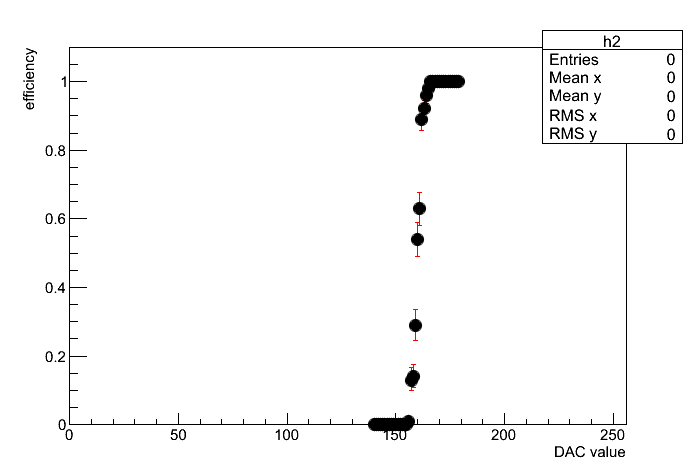 h2
Entries 0
Mean x 0
Mean y 0
RMS x 0
RMS y 0
efficiency
1
0.8
0.6
0.4
0.2
0
0 50 100 150 200 250
DAC value